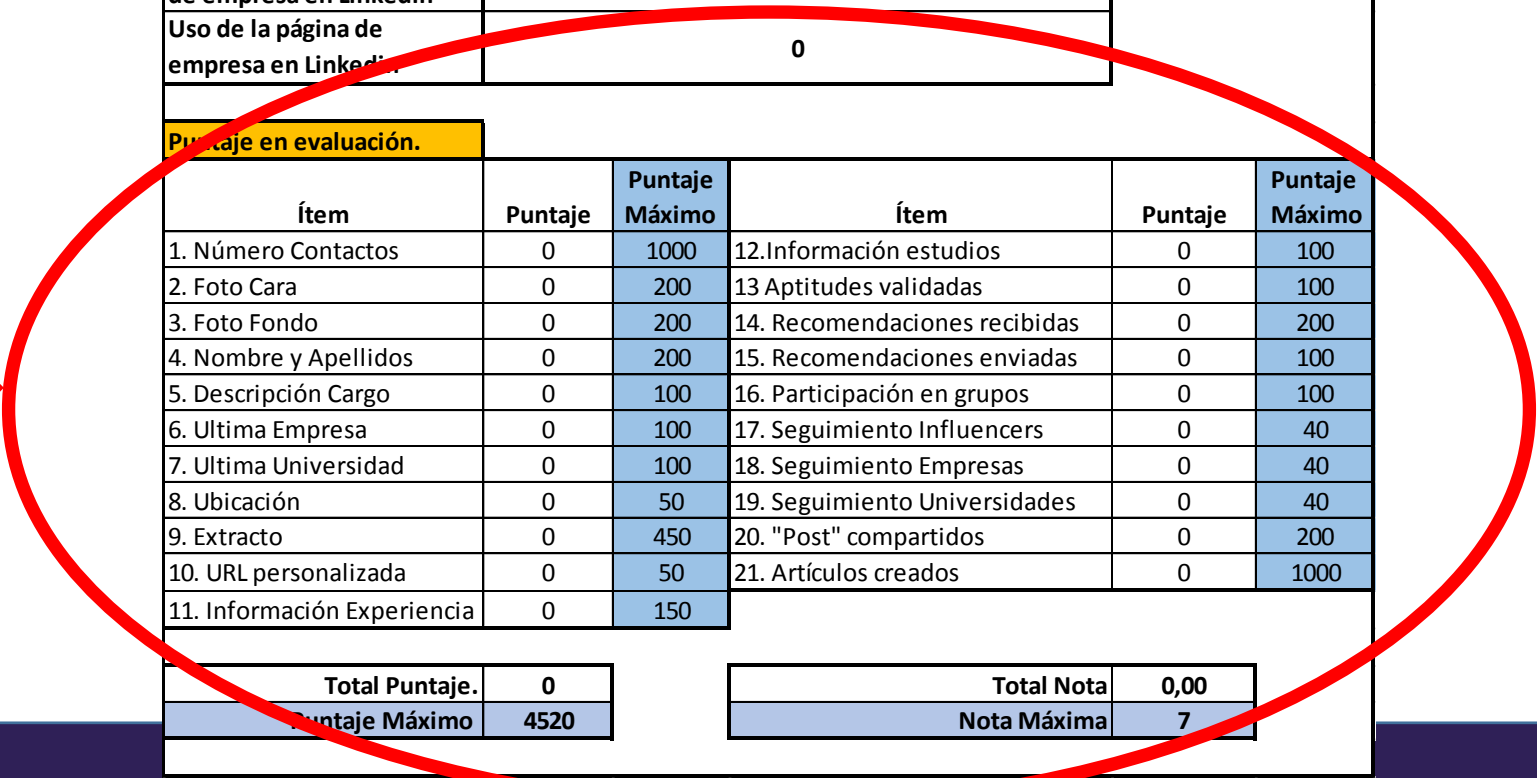 de empresa en Linkedin
Uso de la página de
empresa en Linkedin
0
Puntaje en evaluación.
Ítem Puntaje Puntaje Máximo Ítem Puntaje Puntaje Máximo
1. Número Contactos 0 1000 12.Información estudios 0 100
2. Foto Cara 0 200 13 Aptitudes validadas 0 100
3. Foto Fondo 0 200 14. Recomendaciones recibidas 0 200
4. Nombre y Apellidos 0 200 15. Recomendaciones enviadas 0 100
5. Descripción Cargo 0 100 16. Participación en grupos 0 100
6. Ultima Empresa 0 100 17. Seguimiento Influencers 0 40
7. Ultima Universidad 0 100 18. Seguimiento Empresas 0 40
8. Ubicación 0 50 19. Seguimiento Universidades 0 40
9. Extracto 0 450 20. "Post" compartidos 0 200
10. URL personalizada 0 50 21. Artículos creados 0 1000
11. Información Experiencia 0 150
Total Puntaje. 0 Total Nota 0,00
Puntaje Máximo 4520 Nota Máxima 7